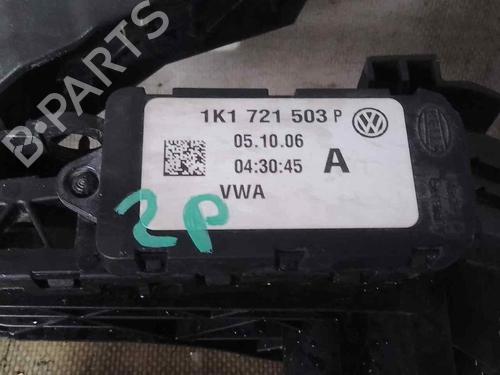 B-PARTS
1K1 721 503 P
05.10.06
04:30:45 A
VWA
2P